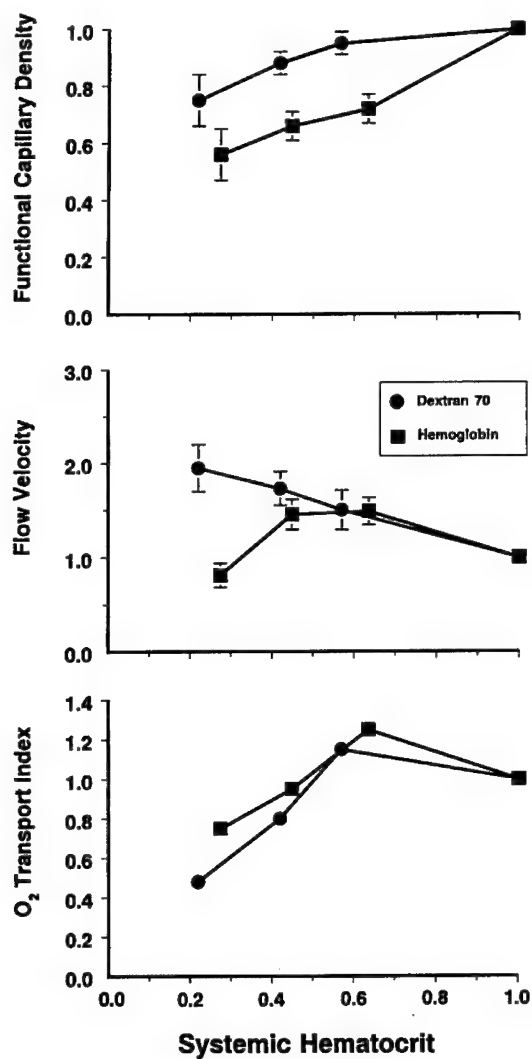 Functional Capillary Density
1.0
0.8
0.6
0.4
0.2
0.0
Flow Velocity
3.0
2.0
1.0
0.0
Dextran 70
Hemoglobin
O₂ Transport Index
1.4
1.2
1.0
0.8
0.6
0.4
0.2
0.0
0.0 0.2 0.4 0.6 0.8 1.0
Systemic Hematocrit